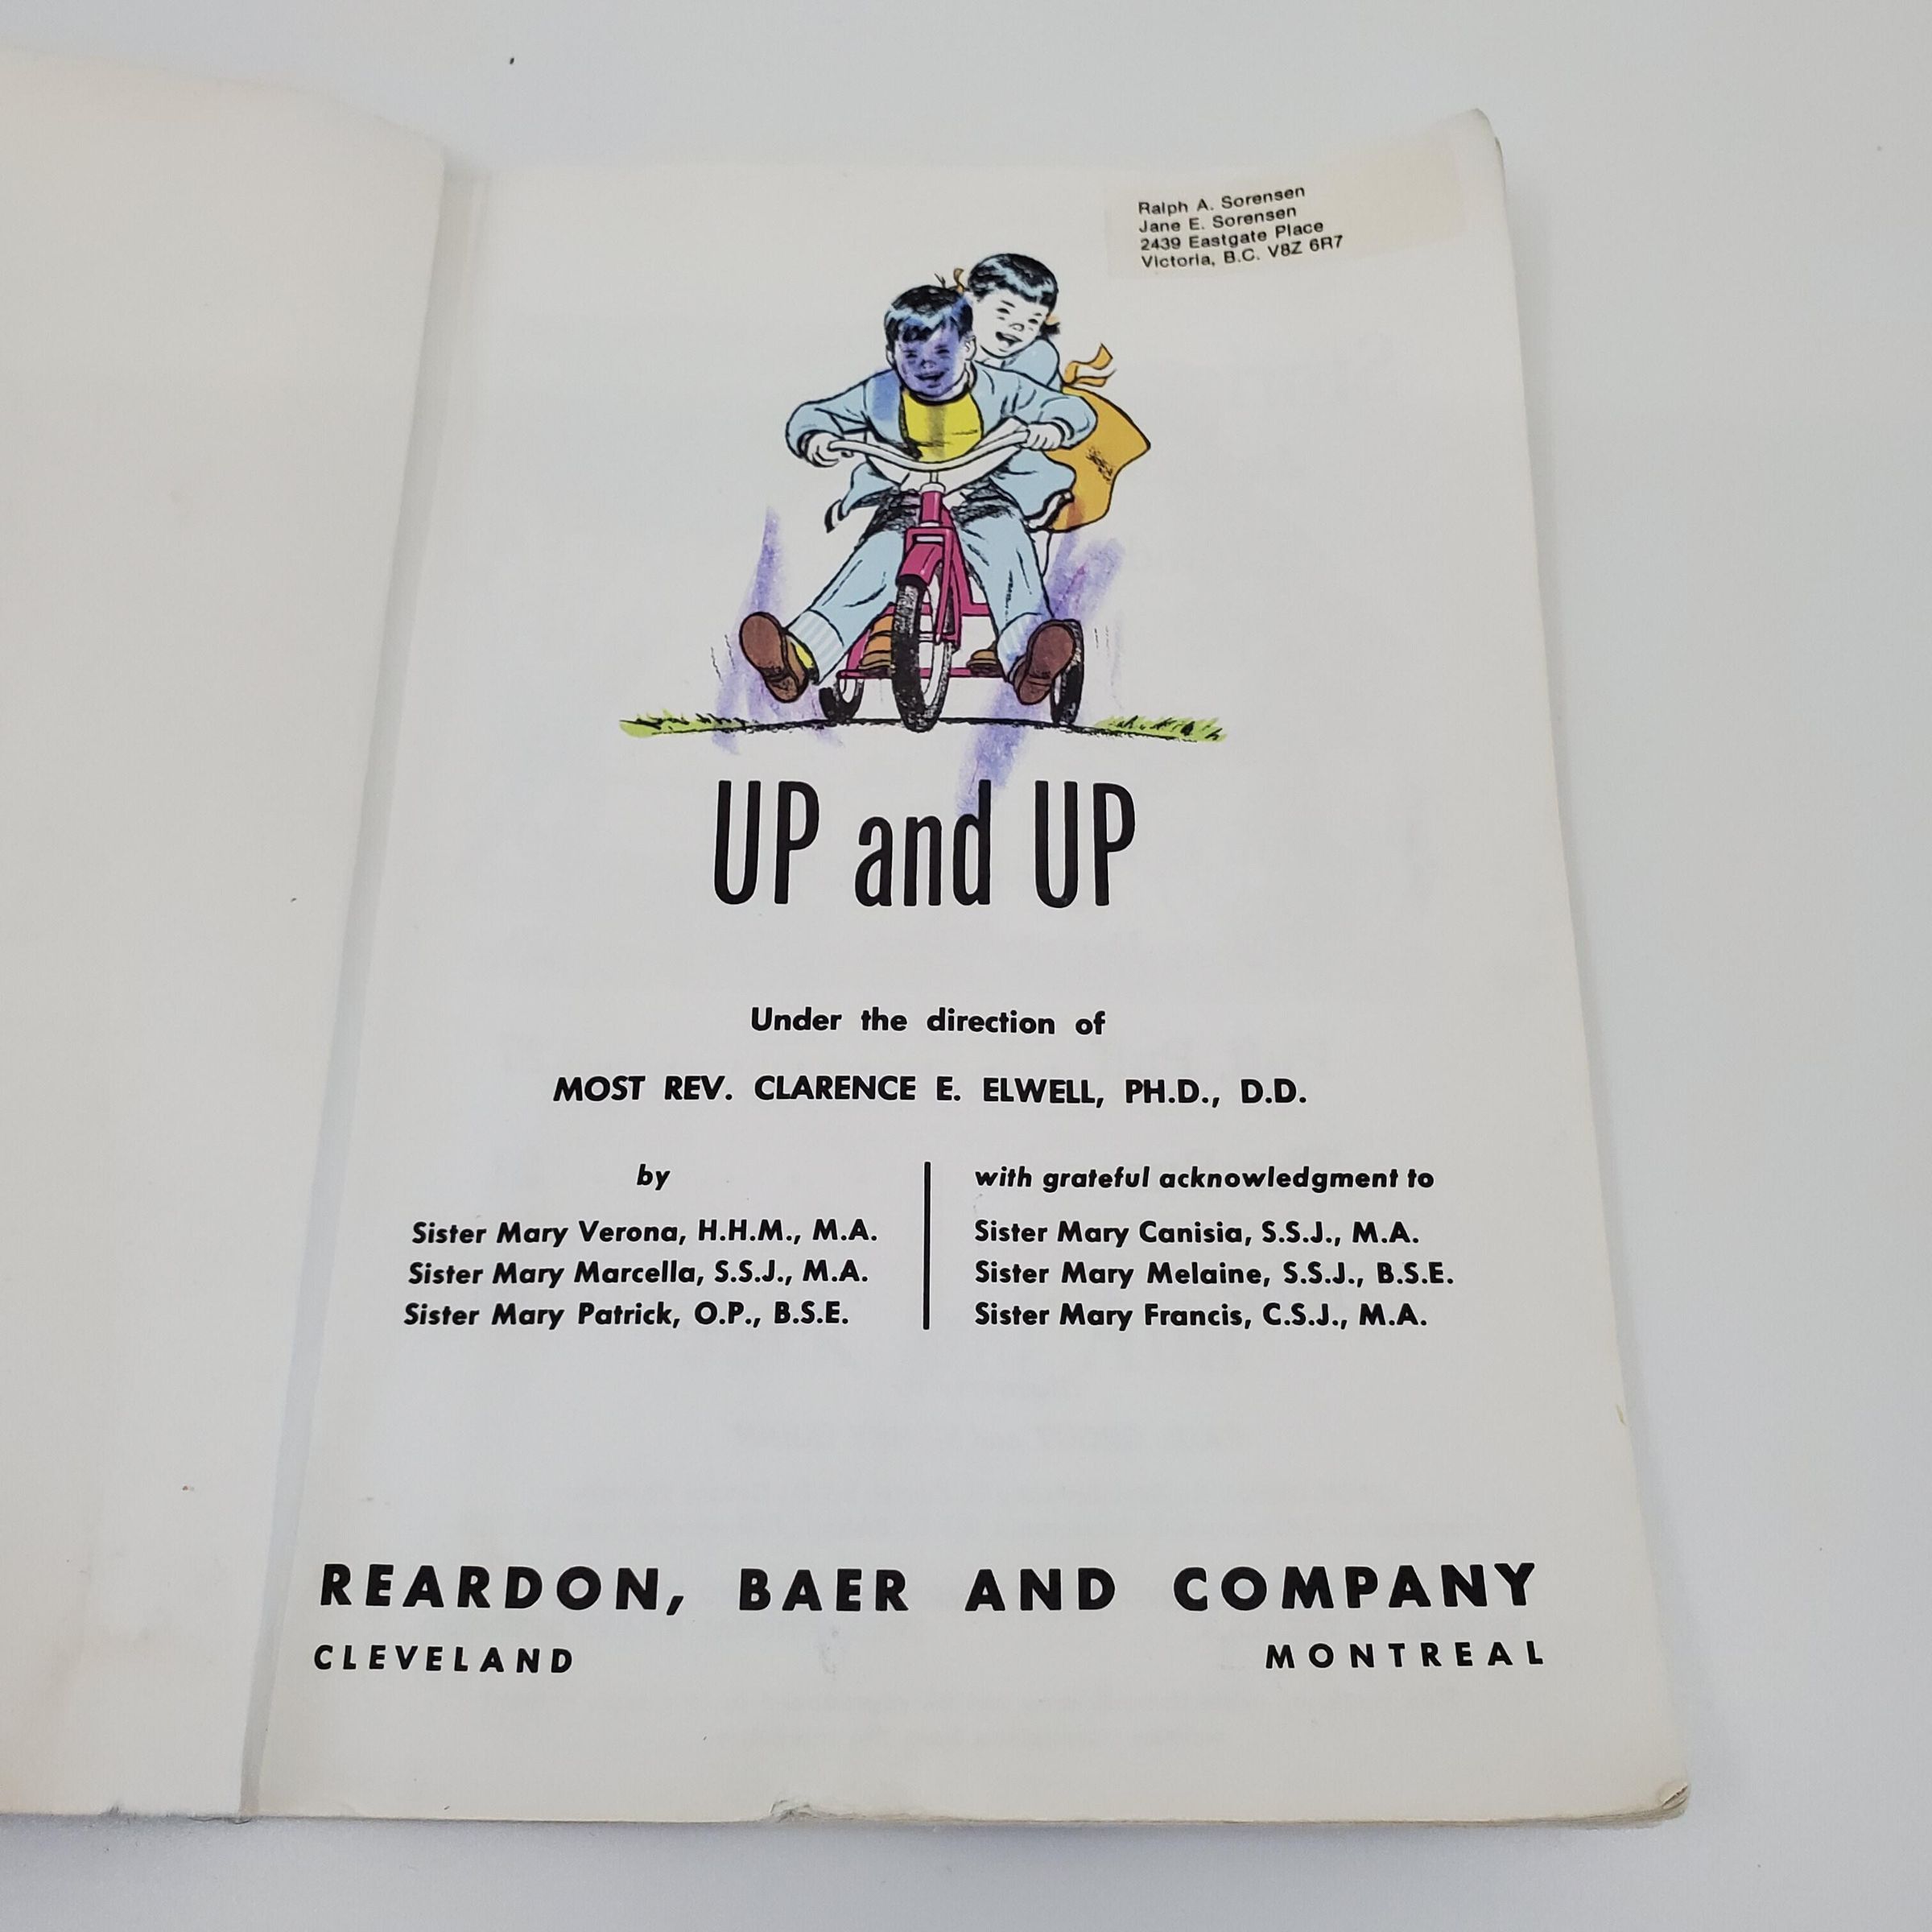 Ralph A. Sorensen
Jane E. Sorensen
2439 Eastgate Place
Victoria, B.C. V8Z 6R7
UP and UP
Under the direction of
MOST REV. CLARENCE E. ELWELL, PH.D., D.D.
by
Sister Mary Verona, H.H.M., M.A.
Sister Mary Marcella, S.S.J., M.A.
Sister Mary Patrick, O.P., B.S.E.
with grateful acknowledgment to
Sister Mary Canisia, S.S.J., M.A.
Sister Mary Melaine, S.S.J., B.S.E.
Sister Mary Francis, C.S.J., M.A.
REARDON, BAER AND COMPANY
CLEVELAND MONTREAL